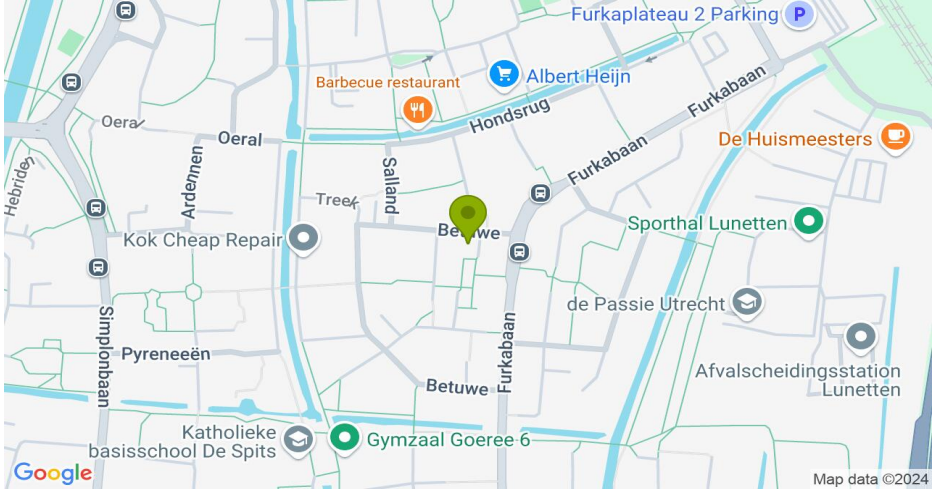 Furkaplateau 2 Parking
P
Barbecue restaurant
Albert Heijn
Oeral
Oeral
Hondsrug
Furkabaan
De Huismeesters
Hebriden
Ardennen
Salland
Furkabaan
Treek
Kok Cheap Repair
Betuwe
Sporthal Lunetten
de Passie Utrecht
Simplonbaan
Furkabaan
Pyreneeën
Afvalscheidingsstation
Lunetten
Betuwe
Katholieke
basisschool De Spits
Gymzaal Goeree 6
Google
Map data ©2024